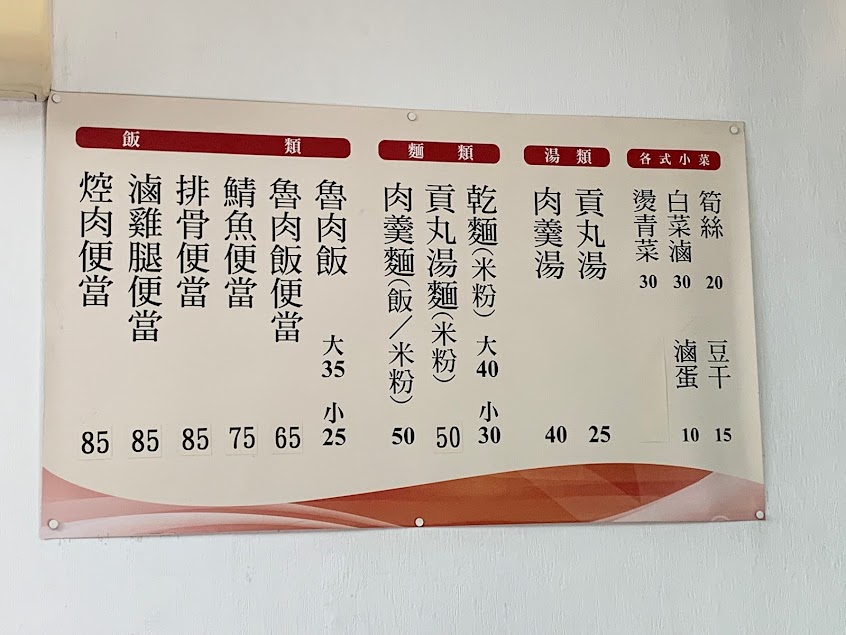 飯類
魯肉飯 大35 小25
魯肉飯便當 65
鯖魚便當 75
排骨便當 85
滷雞腿便當 85
焢肉便當 85
麵類
乾麵(米粉) 大40 小30
貢丸湯麵(米粉) 50
肉羹麵(飯/米粉) 50
湯類
貢丸湯 25
肉羹湯 40
各式小菜
筍絲 20
豆干 15
白菜滷 30
滷蛋 10
燙青菜 30